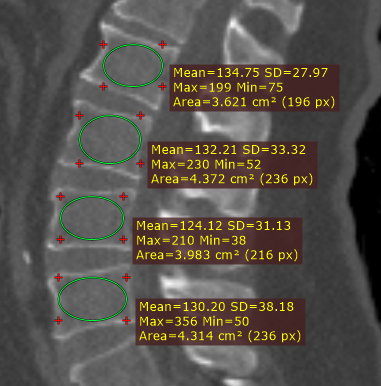 Mean=134.75 SD=27.97
Max=199 Min=75
Area=3.621 cm² (196 px)
Mean=132.21 SD=33.32
Max=230 Min=52
Area=4.372 cm² (236 px)
Mean=124.12 SD=31.13
Max=210 Min=38
Area=3.983 cm² (216 px)
Mean=130.20 SD=38.18
Max=356 Min=50
Area=4.314 cm² (236 px)